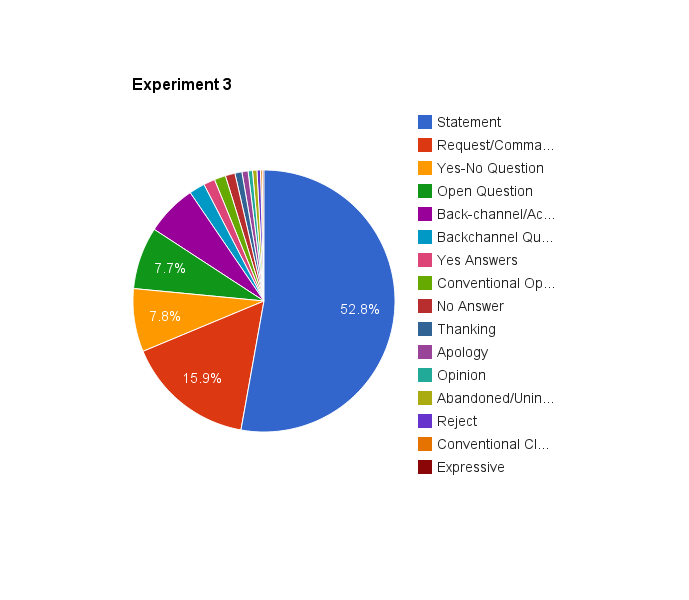 Experiment 3
Statement
Request/Comma...
Yes-No Question
Open Question
Back-channel/Ac...
Backchannel Qu...
Yes Answers
Conventional Op...
No Answer
Thanking
Apology
Opinion
Abandoned/Unin...
Reject
Conventional Cl...
Expressive
7.7%
7.8%
52.8%
15.9%